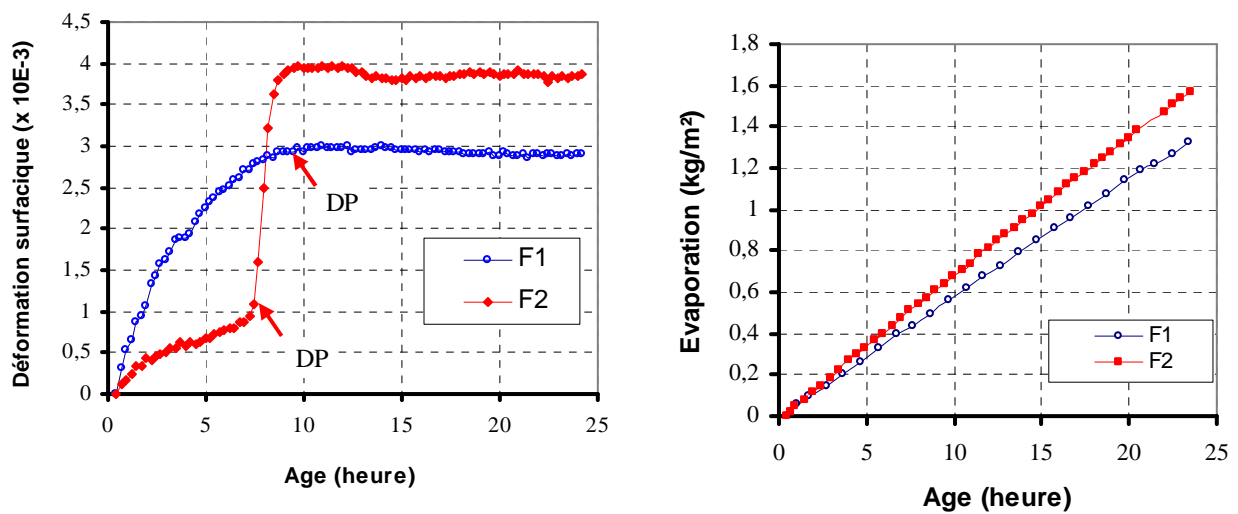 Déformation surfacique (x 10E-3)
4,5
4
3,5
3
2,5
2
1,5
1
0,5
0
DP
DP
F1
F2
0 5 10 15 20 25
Age (heure)
Evaporation (kg/m²)
1,8
1,6
1,4
1,2
1
0,8
0,6
0,4
0,2
0
F1
F2
0 5 10 15 20 25
Age (heure)